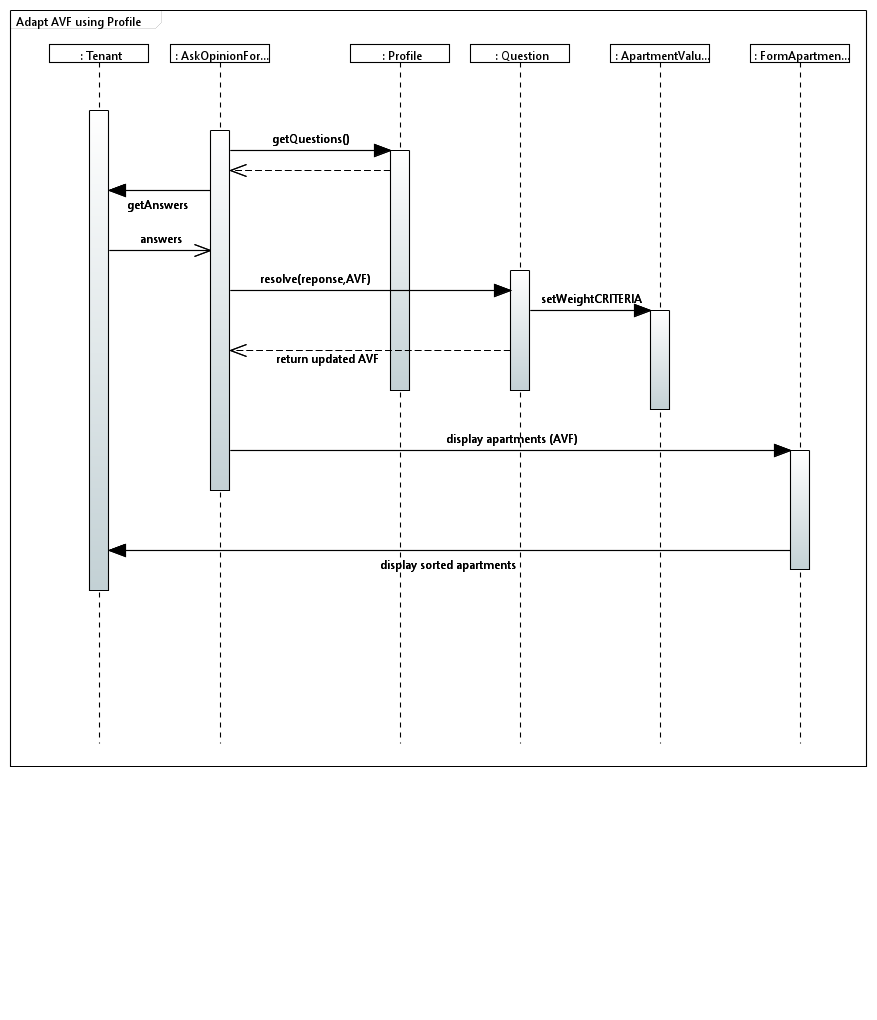 Adapt AVF using Profile
: Tenant
: AskOpinionFor...
: Profile
: Question
: ApartmentValu...
: FormApartmen...
getQuestions()
getAnswers
answers
resolve(reponse,AVF)
setWeightCRITERIA
return updated AVF
display apartments (AVF)
display sorted apartments